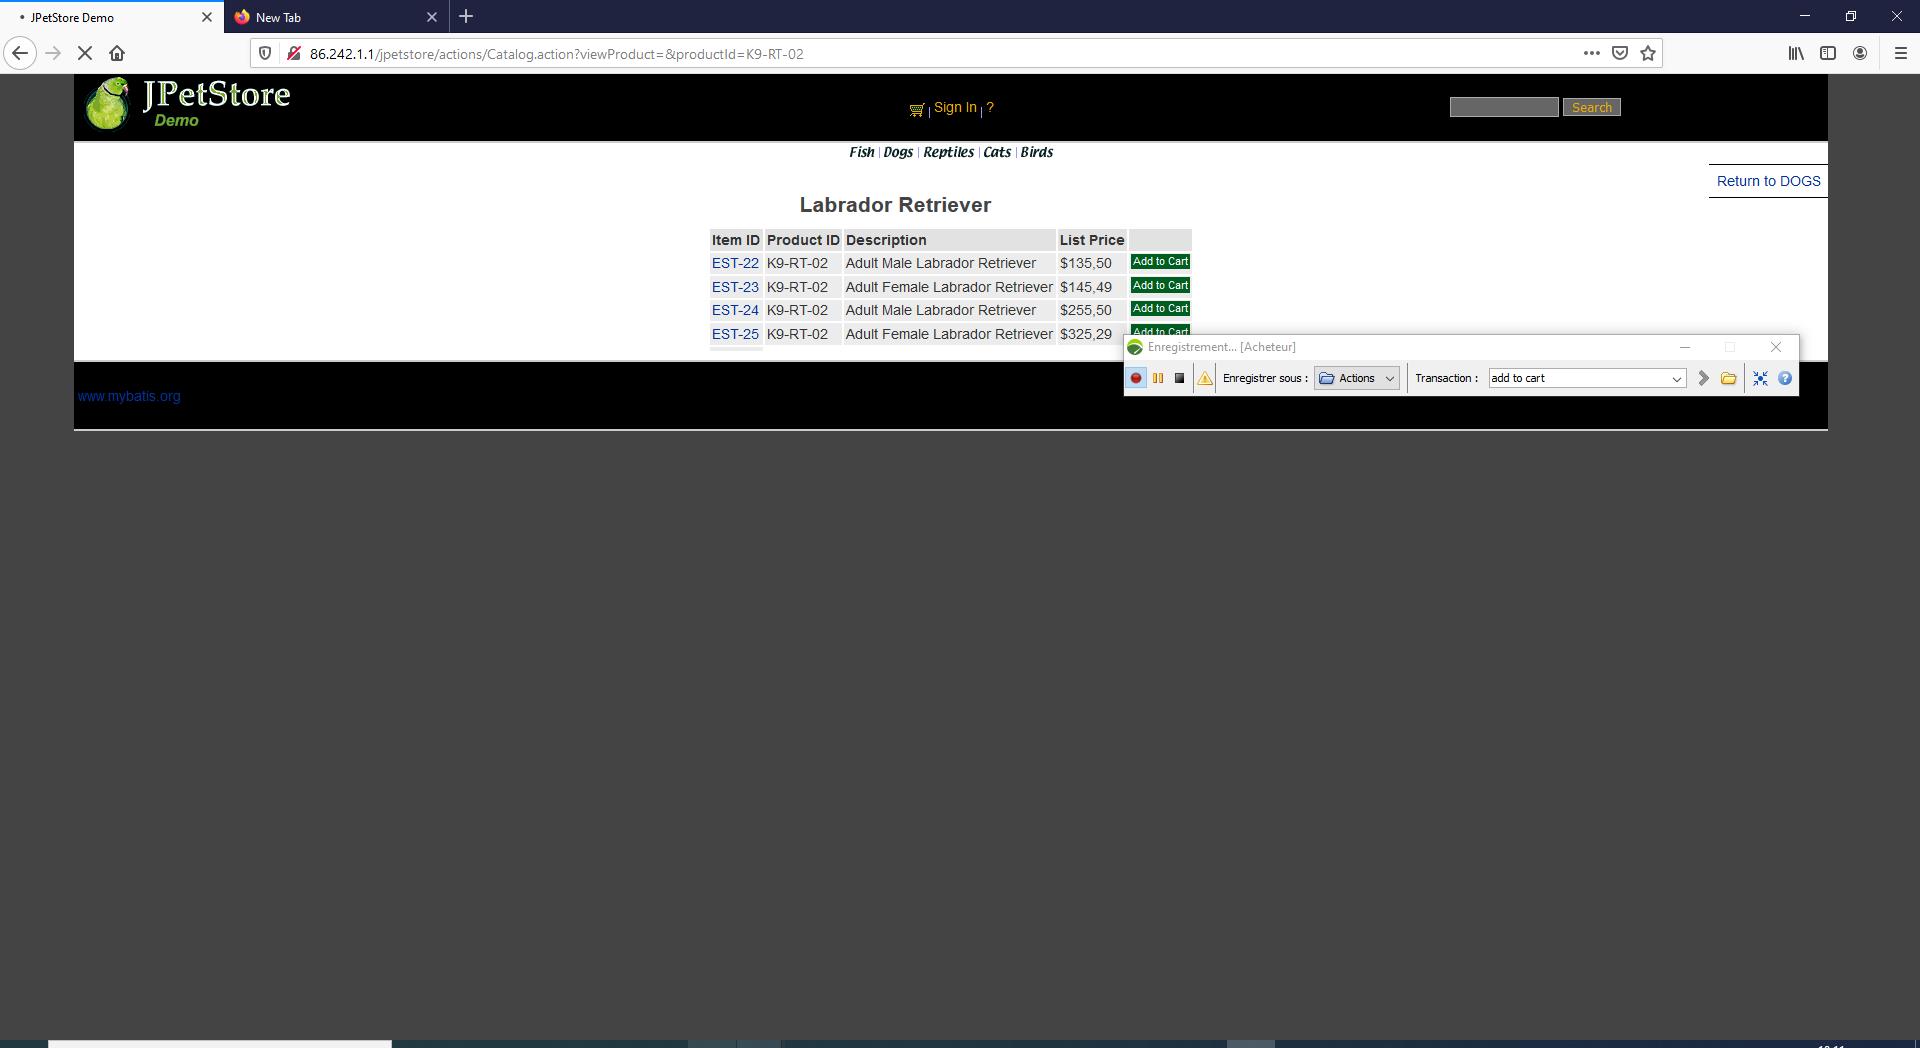 JPetStore Demo
New Tab
86.242.1.1/jpetstore/actions/Catalog.action?viewProduct=&productId=K9-RT-02
JPetStore
Demo
Sign In | ?
Search
Fish | Dogs | Reptiles | Cats | Birds
Return to DOGS
Labrador Retriever
Item ID Product ID Description List Price
EST-22 K9-RT-02 Adult Male Labrador Retriever $135,50 Add to Cart
EST-23 K9-RT-02 Adult Female Labrador Retriever $145,49 Add to Cart
EST-24 K9-RT-02 Adult Male Labrador Retriever $255,50 Add to Cart
EST-25 K9-RT-02 Adult Female Labrador Retriever $325,29 Add to Cart
Enregistrement... [Acheteur]
Enregistrer sous : Actions Transaction : add to cart
www.mybatis.org